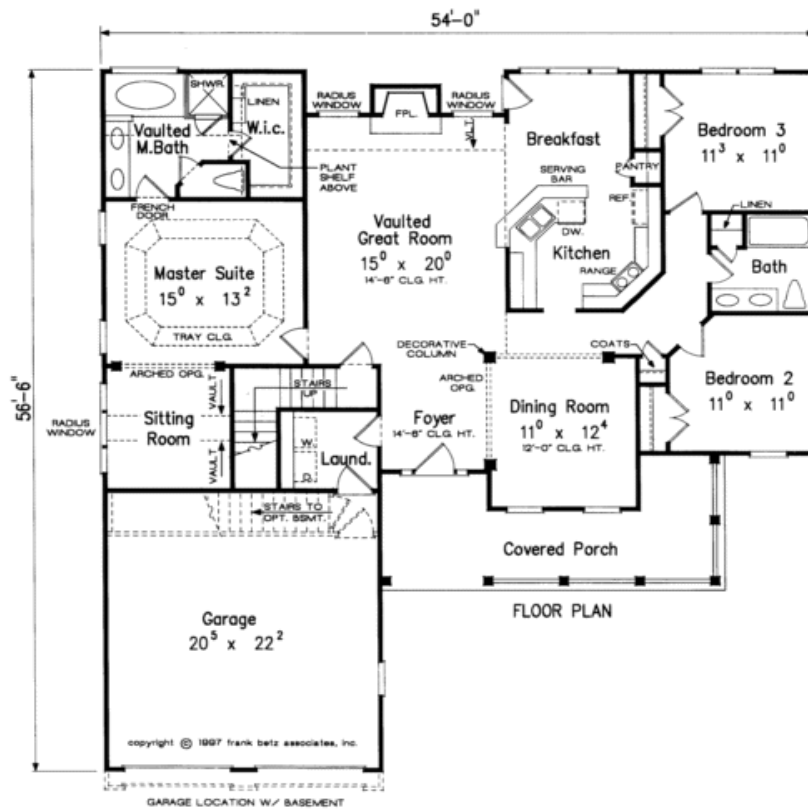 54'-0"
56'-6"
SHWR.
LINEN
W.i.c.
Vaulted
M.Bath
PLANT
SHELF
ABOVE
FRENCH
DOOR
RADIUS
WINDOW
FPL.
RADIUS
WINDOW
VLT.
Breakfast
SERVING
BAR
PANTRY
REF.
DW.
Kitchen
RANGE
Bedroom 3
11³ x 11⁰
LINEN
Bath
Vaulted
Great Room
15⁰ x 20⁰
14'-8" CLG. HT.
Master Suite
15⁰ x 13²
TRAY CLG.
ARCHED OPG.
VAULT
VAULT
Sitting
Room
RADIUS
WINDOW
STAIRS
UP
W
D
Laund.
DECORATIVE
COLUMN
ARCHED
OPG.
Foyer
14'-8" CLG. HT.
Dining Room
11⁰ x 12⁴
12'-0" CLG. HT.
COATS
Bedroom 2
11⁰ x 11⁰
STAIRS TO
OPT. BSMT.
Covered Porch
FLOOR PLAN
Garage
20⁵ x 22²
copyright © 1997 frank betz associates, inc.
GARAGE LOCATION W/ BASEMENT